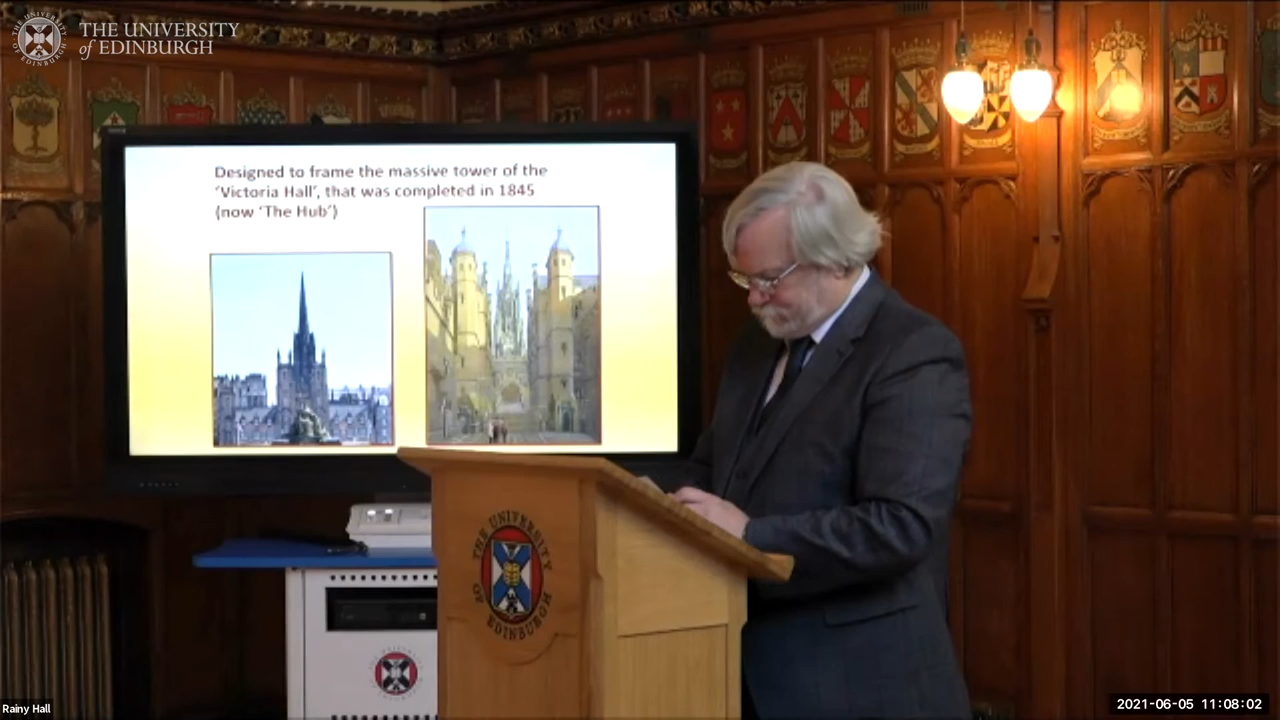 THE UNIVERSITY
of EDINBURGH
Designed to frame the massive tower of the
‘Victoria Hall’, that was completed in 1845
(now ‘The Hub’)
THE UNIVERSITY
OF EDINBURGH
Rainy Hall
2021-06-05 11:08:02